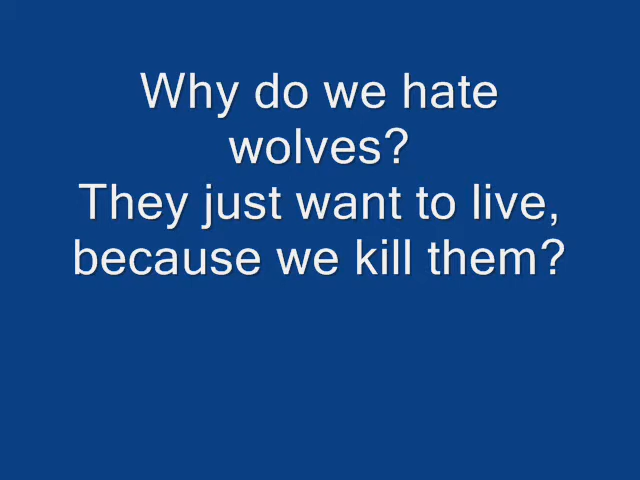 Why do we hate
wolves?
They just want to live,
because we kill them?